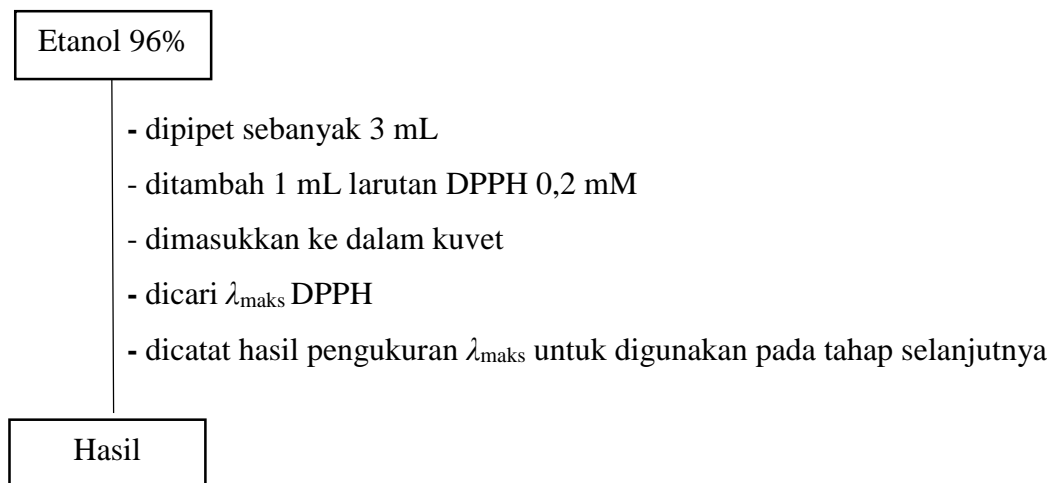 Etanol 96%
- dipipet sebanyak 3 mL
- ditambah 1 mL larutan DPPH 0,2 mM
- dimasukkan ke dalam kuvet
- dicari λmaks DPPH
- dicatat hasil pengukuran λmaks untuk digunakan pada tahap selanjutnya
Hasil